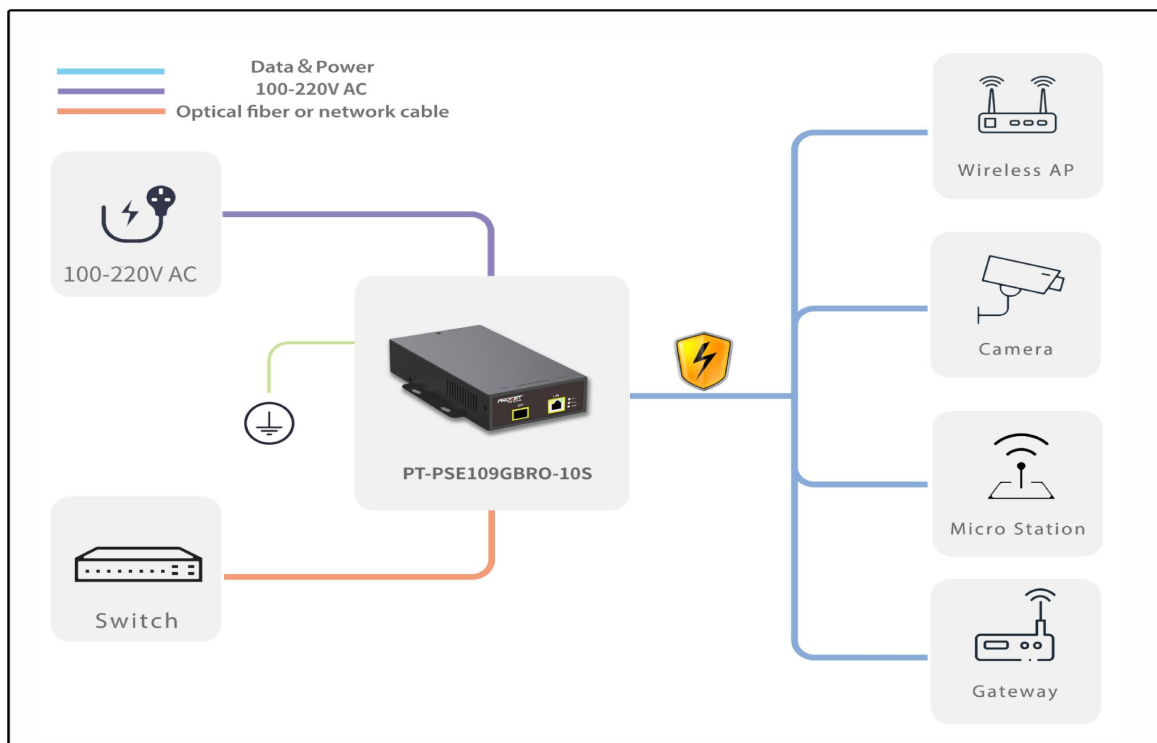 Data & Power
100-220V AC
Optical fiber or network cable
100-220V AC
Switch
PT-PSE109GBRO-10S
Wireless AP
Camera
Micro Station
Gateway